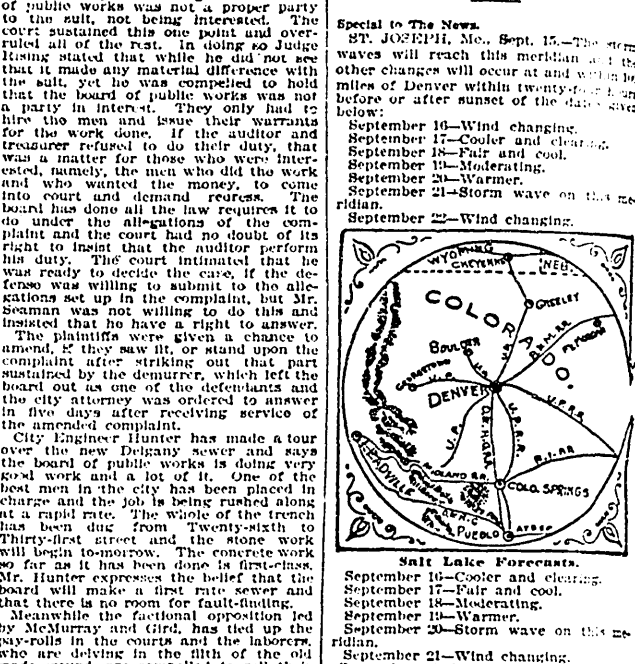 of public works was not a proper party
to the suit, not being interested. The
court sustained this one point and over-
ruled all of the rest. In doing so Judge
Rising stated that while he did not see
that it made any material difference with
the suit, yet he was compelled to hold
that the board of public works was not
a party in interest. They only had to
hire the men and issue their warrants
for the work done. If the auditor and
treasurer refused to do their duty, that
was a matter for those who were inter-
ested, namely, the men who did the work
and who wanted the money, to come
into court and demand redress. The
board has done all the law requires it to
do under the allegations of the com-
plaint and the court had no doubt of its
right to insist that the auditor perform
his duty. The court intimated that he
was ready to decide the case, if the de-
fense was willing to submit to the alle-
gations set up in the complaint, but Mr.
Seaman was not willing to do this and
insisted that he have a right to answer.
The plaintiffs were given a chance to
amend, if they saw fit, or stand upon the
complaint after striking out that part
sustained by the demurrer, which left the
board out as one of the defendants and
the city attorney was ordered to answer
in five days after receiving service of
the amended complaint.
City Engineer Hunter has made a tour
over the new Delgany sewer and says
the board of public works is doing very
good work and a lot of it. One of the
best men in the city has been placed in
charge and the job is being rushed along
at a rapid rate. The whole of the trench
has been dug from Twenty-sixth to
Thirty-first street and the stone work
will begin to-morrow. The concrete work
so far as it has been done is first-class.
Mr. Hunter expresses the belief that the
board will make a first rate sewer and
that there is no room for fault-finding.
Meanwhile the factional opposition led
by McMurray and Gird, has tied up the
pay-rolls in the courts and the laborers,
who are delving in the filth of the old
Special to The News.
ST. JOSEPH, Mo., Sept. 15.—The storm
waves will reach this meridian and the
other changes will occur at and within
miles of Denver within twenty-four hours
before or after sunset of the dates given
below:
September 16—Wind changing.
September 17—Cooler and clearing.
September 18—Fair and cool.
September 19—Moderating.
September 20—Warmer.
September 21—Storm wave on this me-
ridian.
September 22—Wind changing.
WYOMING
CHEYENNE
NEB.
COLORADO.
GREELEY
U.P.
B.&M.RR.
FT. MORGAN
BOULDER
GEORGETOWN
U.P.
U.P.
DENVER
U.P.RR.
U.P.
D.&R.G.RR.
U.P.R.R.
R.I.RR
LEADVILLE
MIDLAND R.R.
COLO. SPRINGS
PUEBLO
Salt Lake Forecasts.
September 16—Cooler and clearing.
September 17—Fair and cool.
September 18—Moderating.
September 19—Warmer.
September 20—Storm wave on this me-
ridian.
September 21—Wind changing.